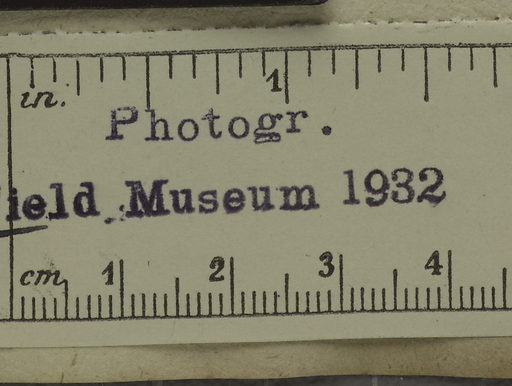 in. 1
Photogr.
ield Museum 1932
cm 1 2 3 4